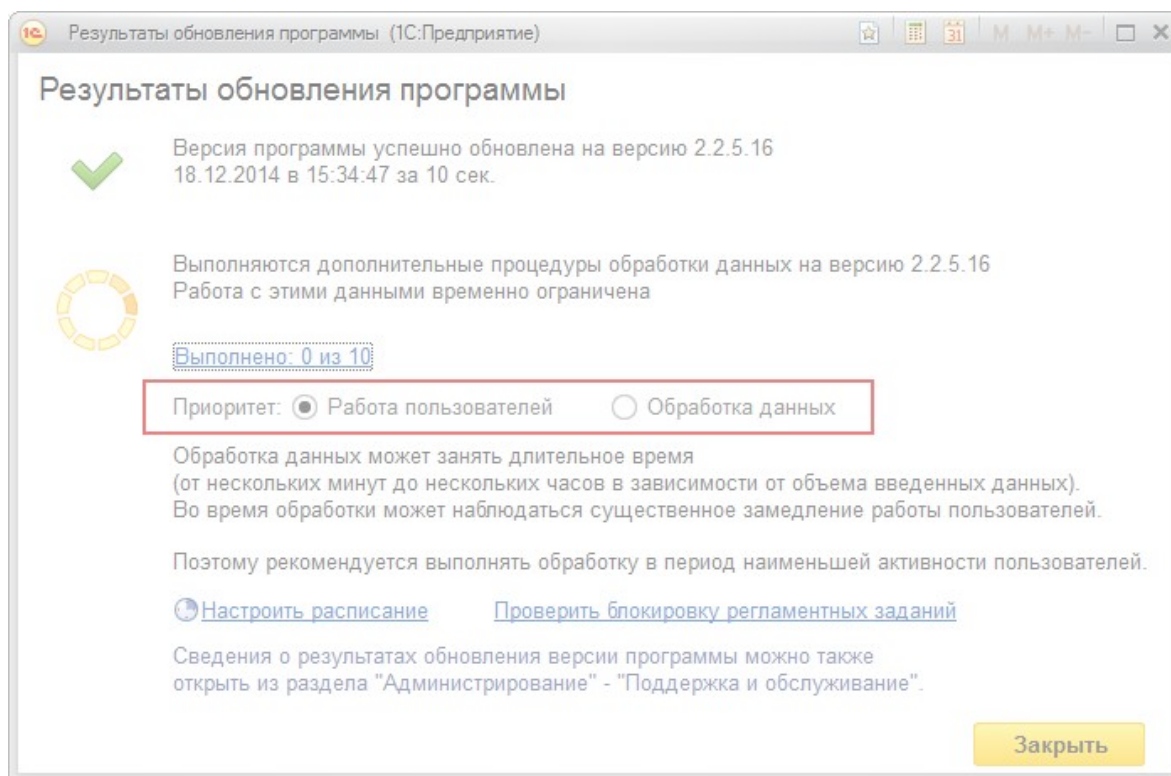 1С Результаты обновления программы (1С:Предприятие) 31 M M+ M-
Результаты обновления программы
Версия программы успешно обновлена на версию 2.2.5.16
18.12.2014 в 15:34:47 за 10 сек.
Выполняются дополнительные процедуры обработки данных на версию 2.2.5.16
Работа с этими данными временно ограничена
Выполнено: 0 из 10
Приоритет: Работа пользователей Обработка данных
Обработка данных может занять длительное время
(от нескольких минут до нескольких часов в зависимости от объема введенных данных).
Во время обработки может наблюдаться существенное замедление работы пользователей.
Поэтому рекомендуется выполнять обработку в период наименьшей активности пользователей.
Настроить расписание Проверить блокировку регламентных заданий
Сведения о результатах обновления версии программы можно также
открыть из раздела "Администрирование" - "Поддержка и обслуживание".
Закрыть